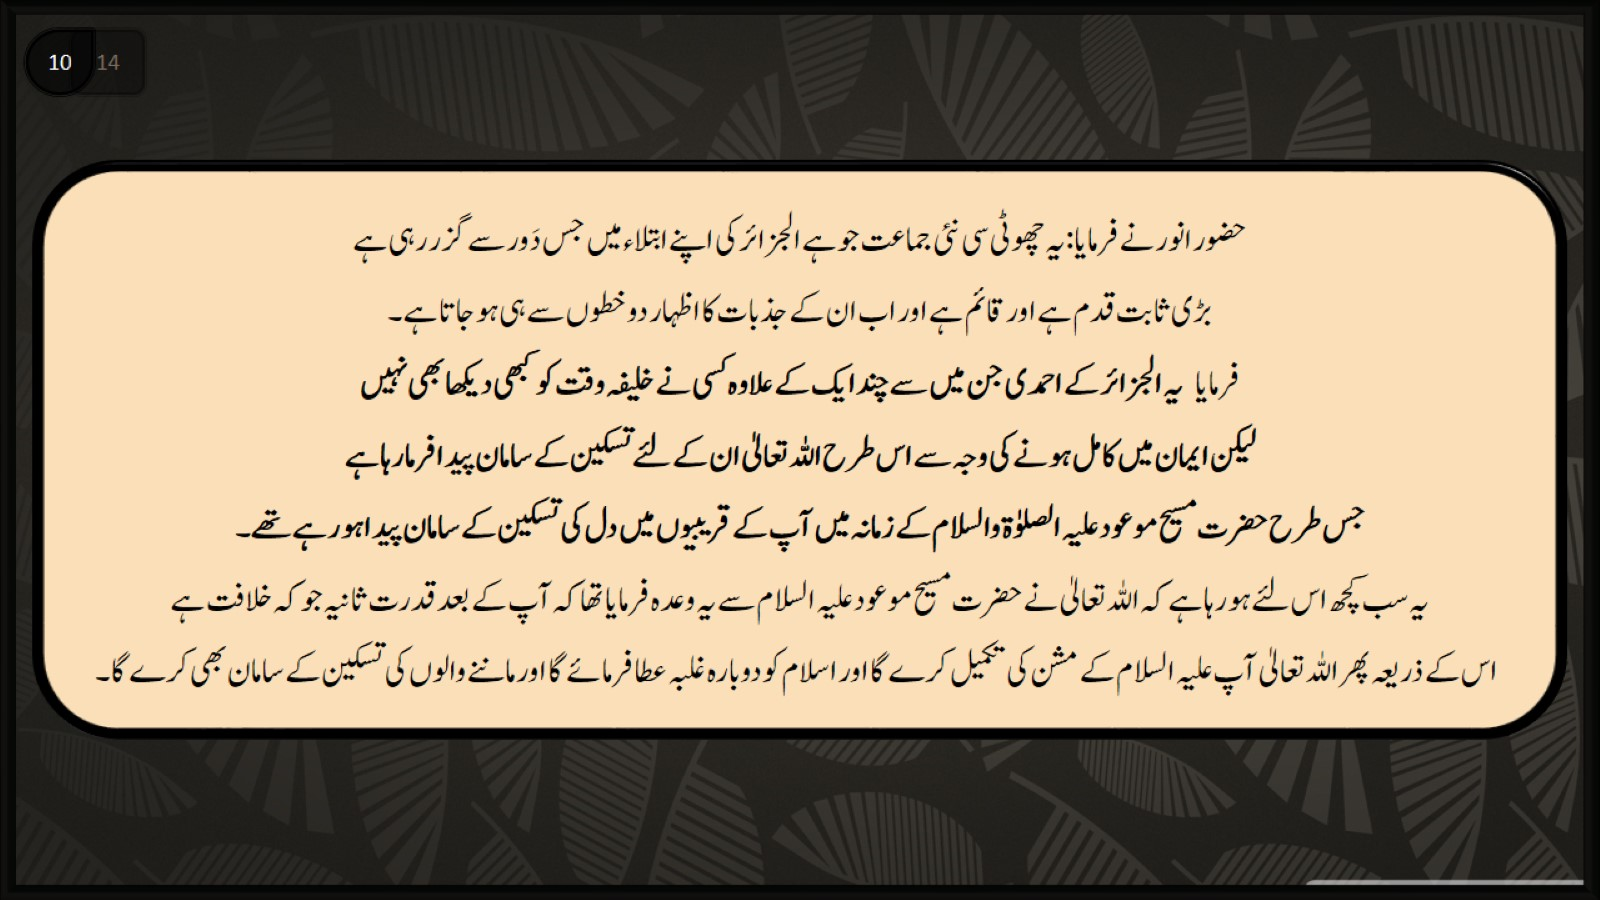 10 14
حضور انور نے فرمایا: یہ چھوٹی سی نئی جماعت جو ہے الجزائر کی اپنے ابتلاء میں جس دَور سے گزر رہی ہے
بڑی ثابت قدم ہے اور قائم ہے اور اب ان کے جذبات کا اظہار دو خطوں سے ہی ہو جاتا ہے۔
فرمایا یہ الجزائر کے احمدی جن میں سے چند ایک کے علاوہ کسی نے خلیفہ وقت کو کبھی دیکھا بھی نہیں
لیکن ایمان میں کامل ہونے کی وجہ سے اس طرح اللہ تعالیٰ ان کے لئے تسکین کے سامان پیدا فرما رہا ہے
جس طرح حضرت مسیح موعود علیہ الصلوٰۃ والسلام کے زمانہ میں آپ کے قریبیوں میں دل کی تسکین کے سامان پیدا ہو رہے تھے۔
یہ سب کچھ اس لئے ہو رہا ہے کہ اللہ تعالیٰ نے حضرت مسیح موعود علیہ السلام سے یہ وعدہ فرمایا تھا کہ آپ کے بعد قدرت ثانیہ جو کہ خلافت ہے
اس کے ذریعہ پھر اللہ تعالیٰ آپ علیہ السلام کے مشن کی تکمیل کرے گا اور اسلام کو دوبارہ غلبہ عطا فرمائے گا اور ماننے والوں کی تسکین کے سامان بھی کرے گا۔